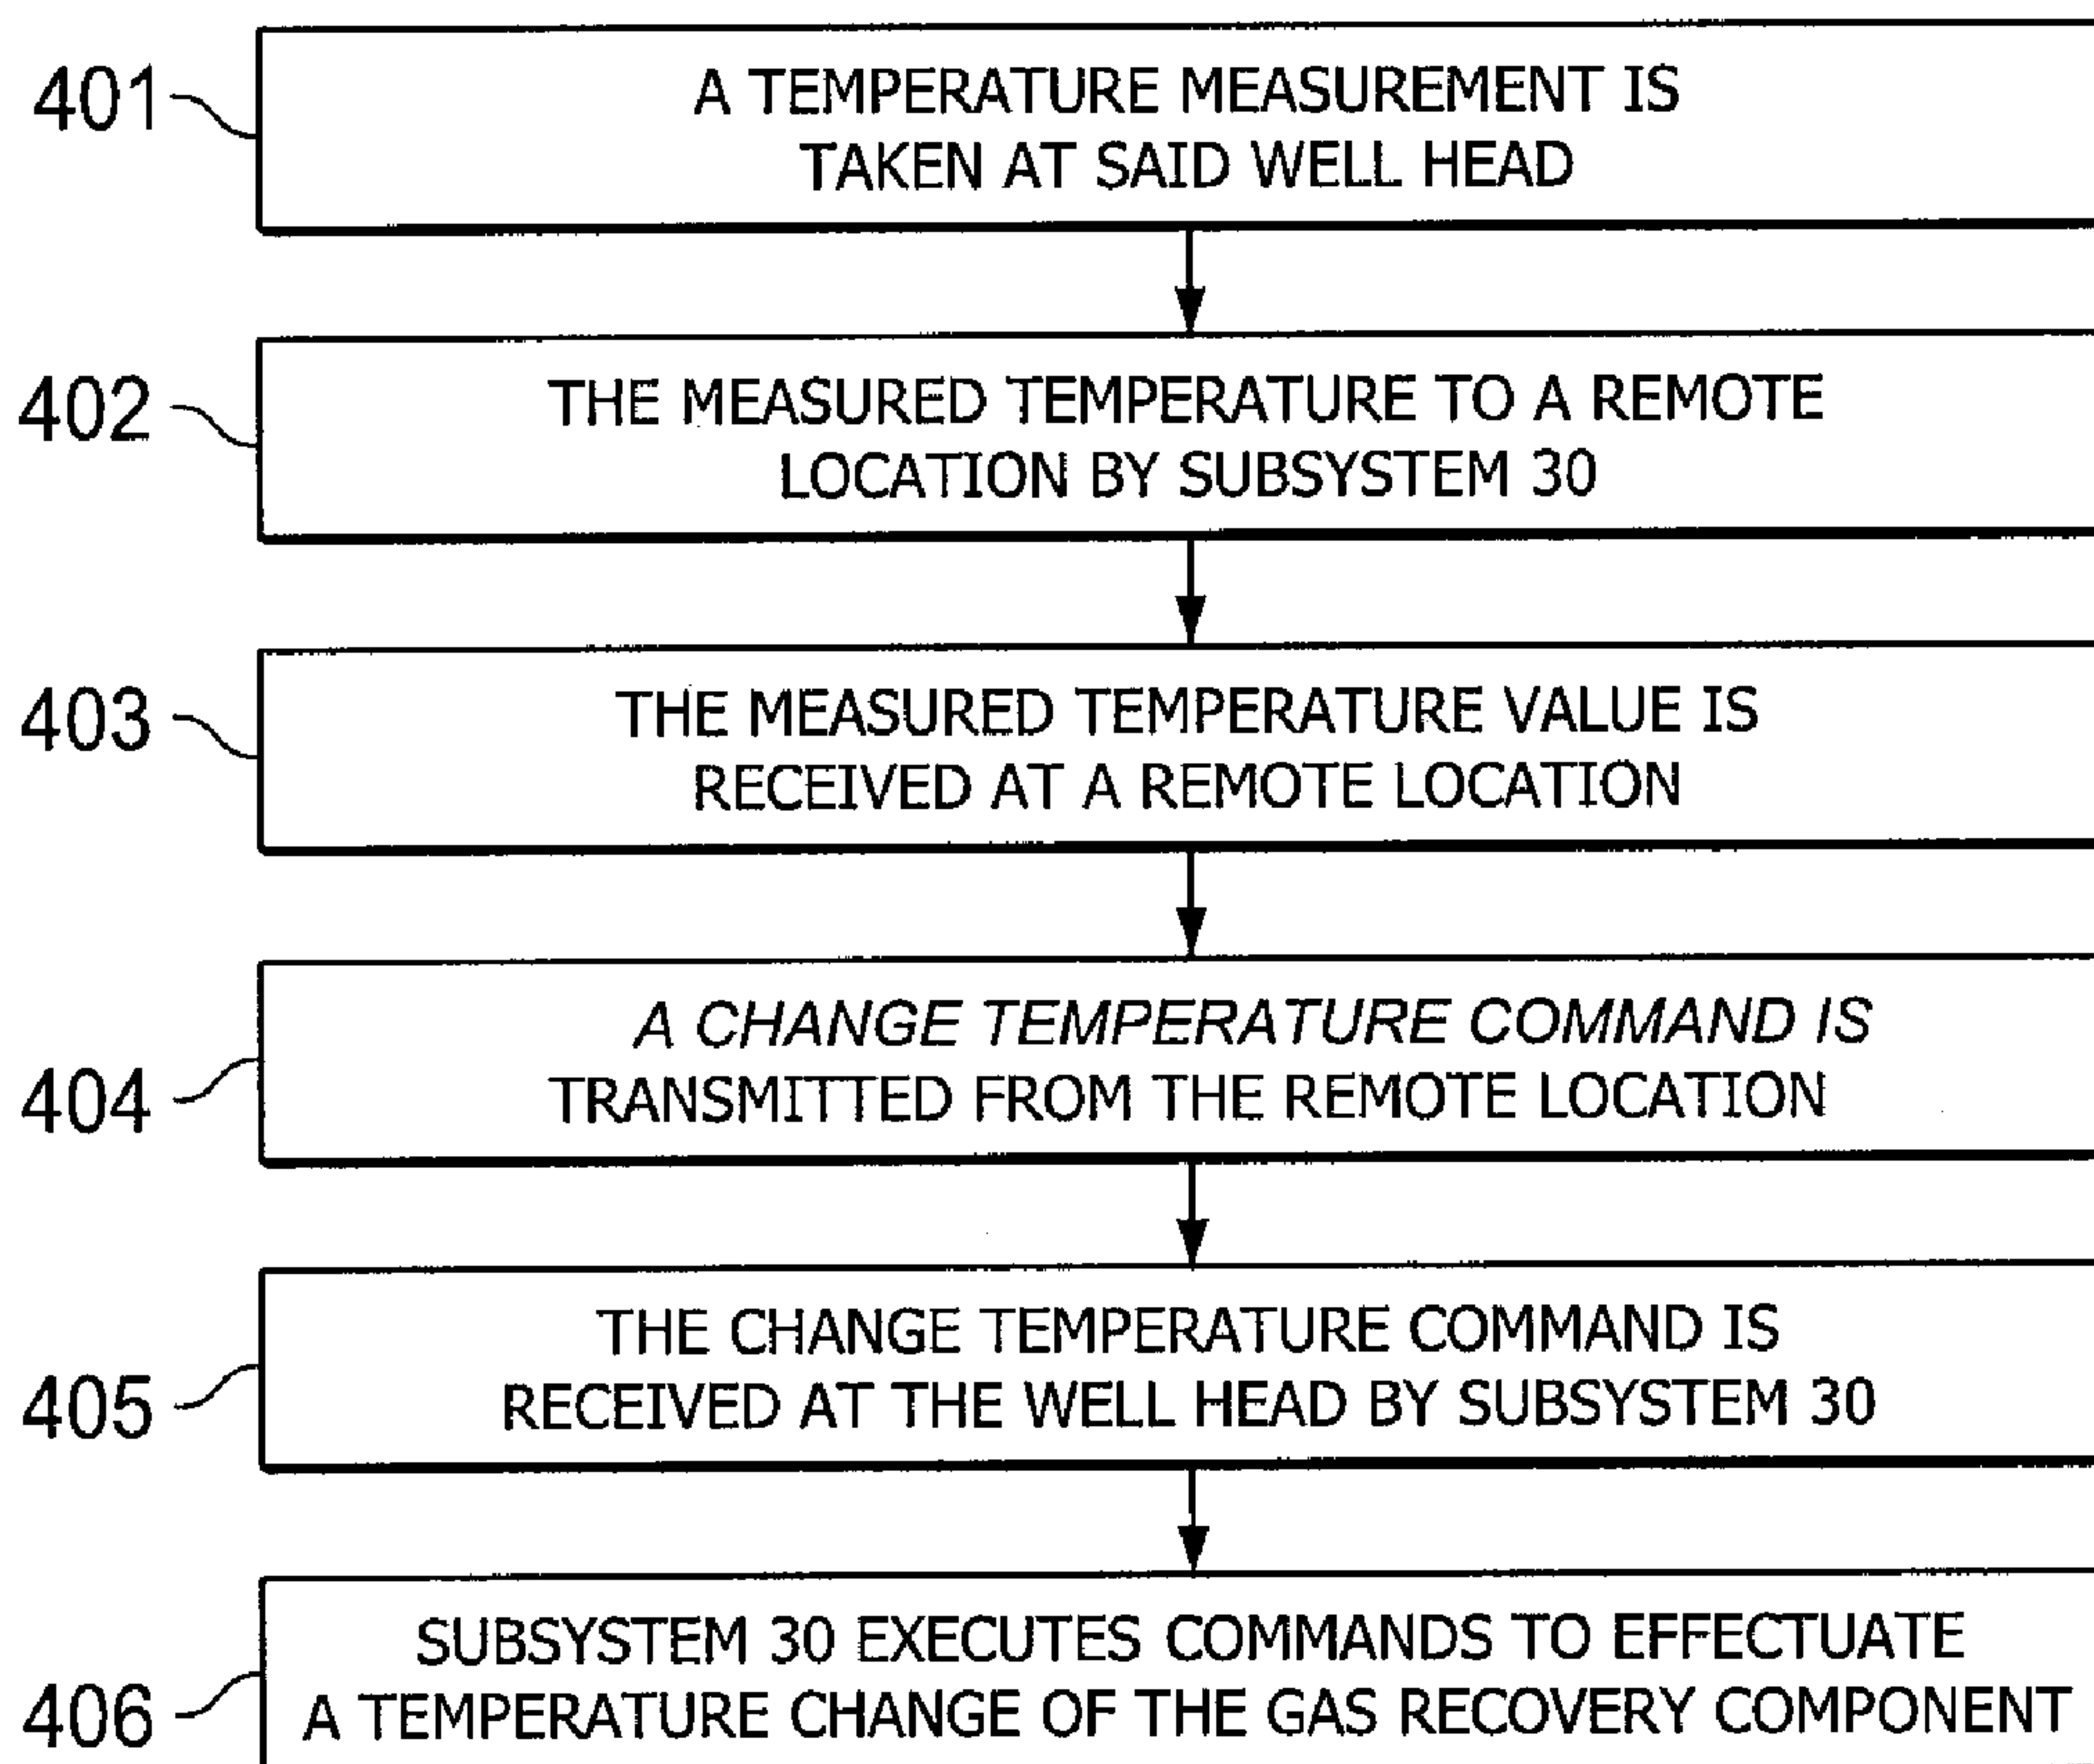 401
A TEMPERATURE MEASUREMENT IS
TAKEN AT SAID WELL HEAD
402
THE MEASURED TEMPERATURE TO A REMOTE
LOCATION BY SUBSYSTEM 30
403
THE MEASURED TEMPERATURE VALUE IS
RECEIVED AT A REMOTE LOCATION
404
A CHANGE TEMPERATURE COMMAND IS
TRANSMITTED FROM THE REMOTE LOCATION
405
THE CHANGE TEMPERATURE COMMAND IS
RECEIVED AT THE WELL HEAD BY SUBSYSTEM 30
406
SUBSYSTEM 30 EXECUTES COMMANDS TO EFFECTUATE
A TEMPERATURE CHANGE OF THE GAS RECOVERY COMPONENT